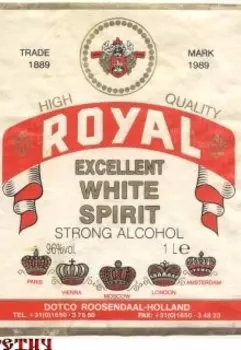 TRADE MARK
1889 1989
HIGH QUALITY
ROYAL
EXCELLENT
WHITE
SPIRIT
STRONG ALCOHOL
96%vol. 1 L e
PARIS VIENNA MOSCOW LONDON AMSTERDAM
DOTCO ROOSENDAAL-HOLLAND